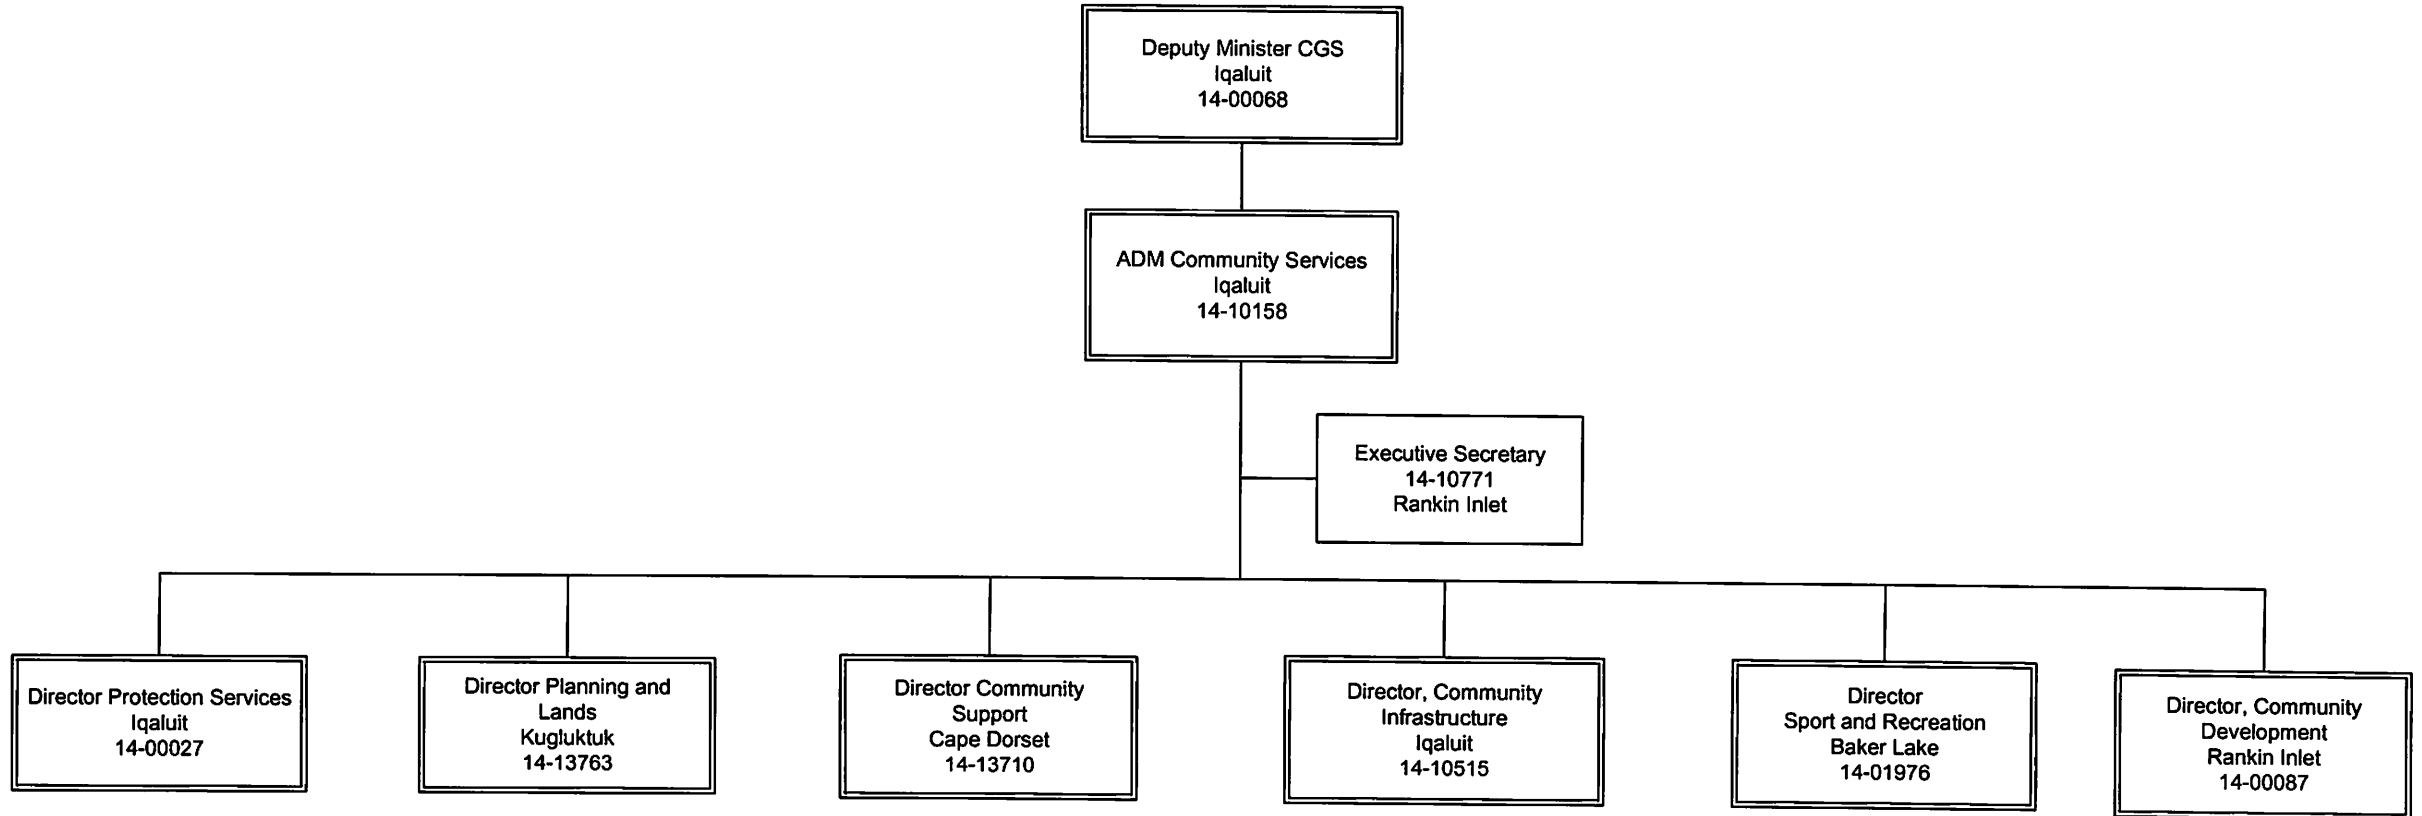 Deputy Minister CGS
Iqaluit
14-00068
ADM Community Services
Iqaluit
14-10158
Executive Secretary
14-10771
Rankin Inlet
Director Protection Services
Iqaluit
14-00027
Director Planning and
Lands
Kugluktuk
14-13763
Director Community
Support
Cape Dorset
14-13710
Director, Community
Infrastructure
Iqaluit
14-10515
Director
Sport and Recreation
Baker Lake
14-01976
Director, Community
Development
Rankin Inlet
14-00087